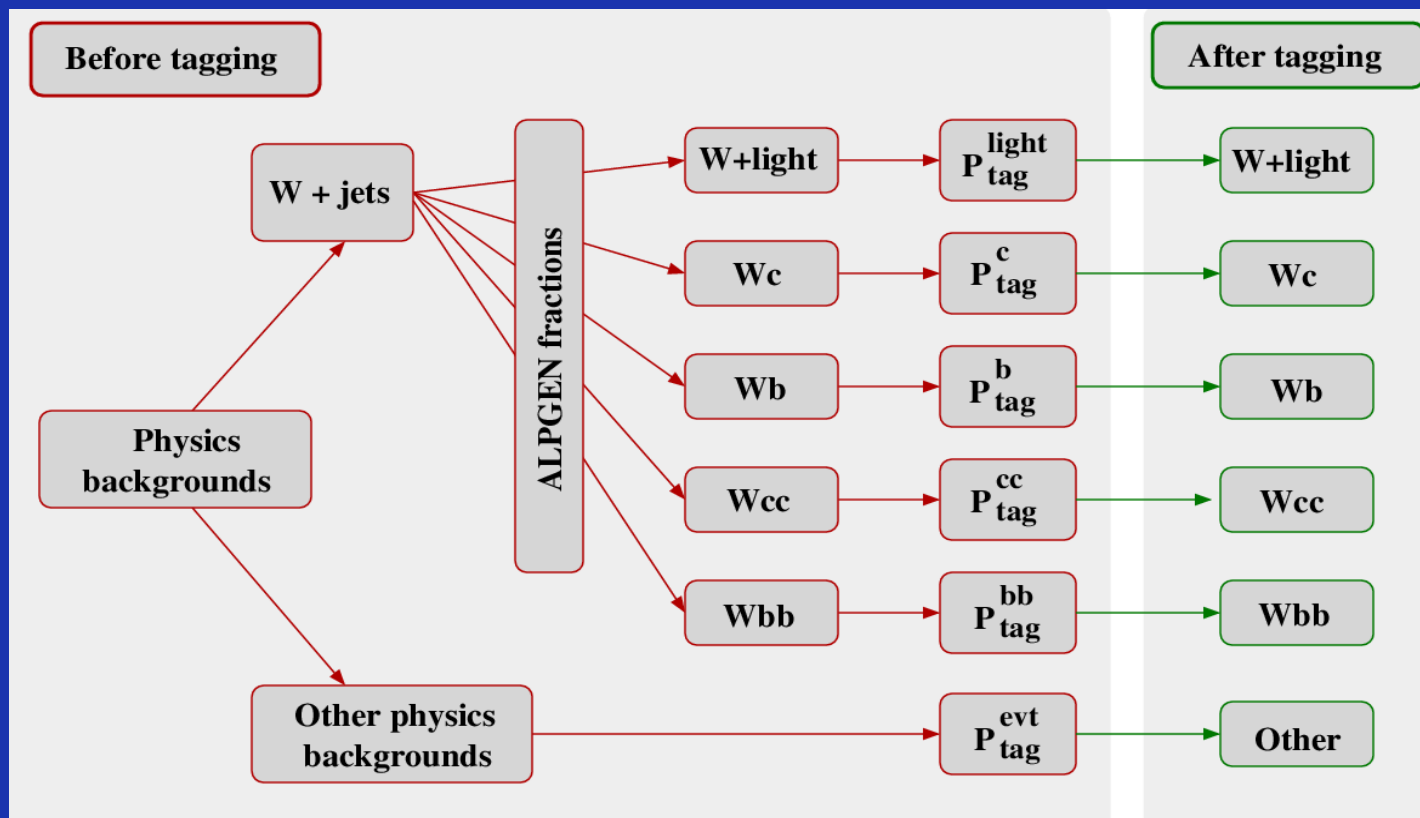 Before tagging
After tagging
W + jets
ALPGEN fractions
W+light
P tag light
W+light
Wc
P tag c
Wc
Wb
P tag b
Wb
Physics
backgrounds
Wcc
P tag cc
Wcc
Wbb
P tag bb
Wbb
Other physics
backgrounds
P tag evt
Other